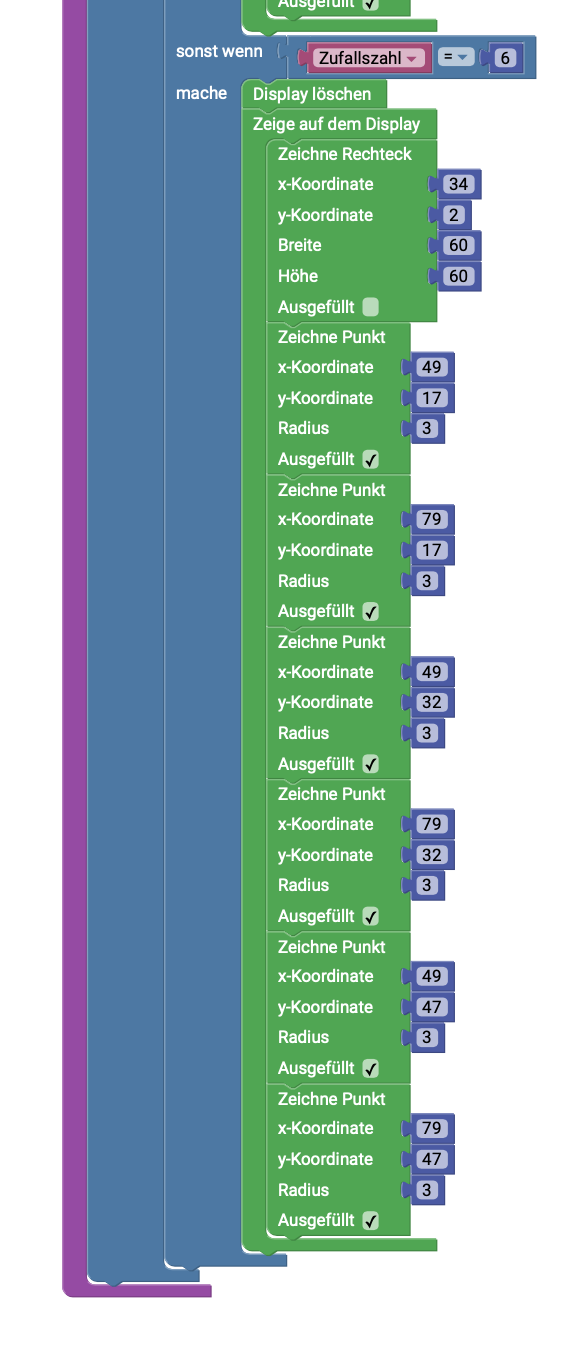 Ausgefüllt ✓
sonst wenn Zufallszahl = 6
mache Display löschen
Zeige auf dem Display
Zeichne Rechteck
x-Koordinate 34
y-Koordinate 2
Breite 60
Höhe 60
Ausgefüllt
Zeichne Punkt
x-Koordinate 49
y-Koordinate 17
Radius 3
Ausgefüllt ✓
Zeichne Punkt
x-Koordinate 79
y-Koordinate 17
Radius 3
Ausgefüllt ✓
Zeichne Punkt
x-Koordinate 49
y-Koordinate 32
Radius 3
Ausgefüllt ✓
Zeichne Punkt
x-Koordinate 79
y-Koordinate 32
Radius 3
Ausgefüllt ✓
Zeichne Punkt
x-Koordinate 49
y-Koordinate 47
Radius 3
Ausgefüllt ✓
Zeichne Punkt
x-Koordinate 79
y-Koordinate 47
Radius 3
Ausgefüllt ✓